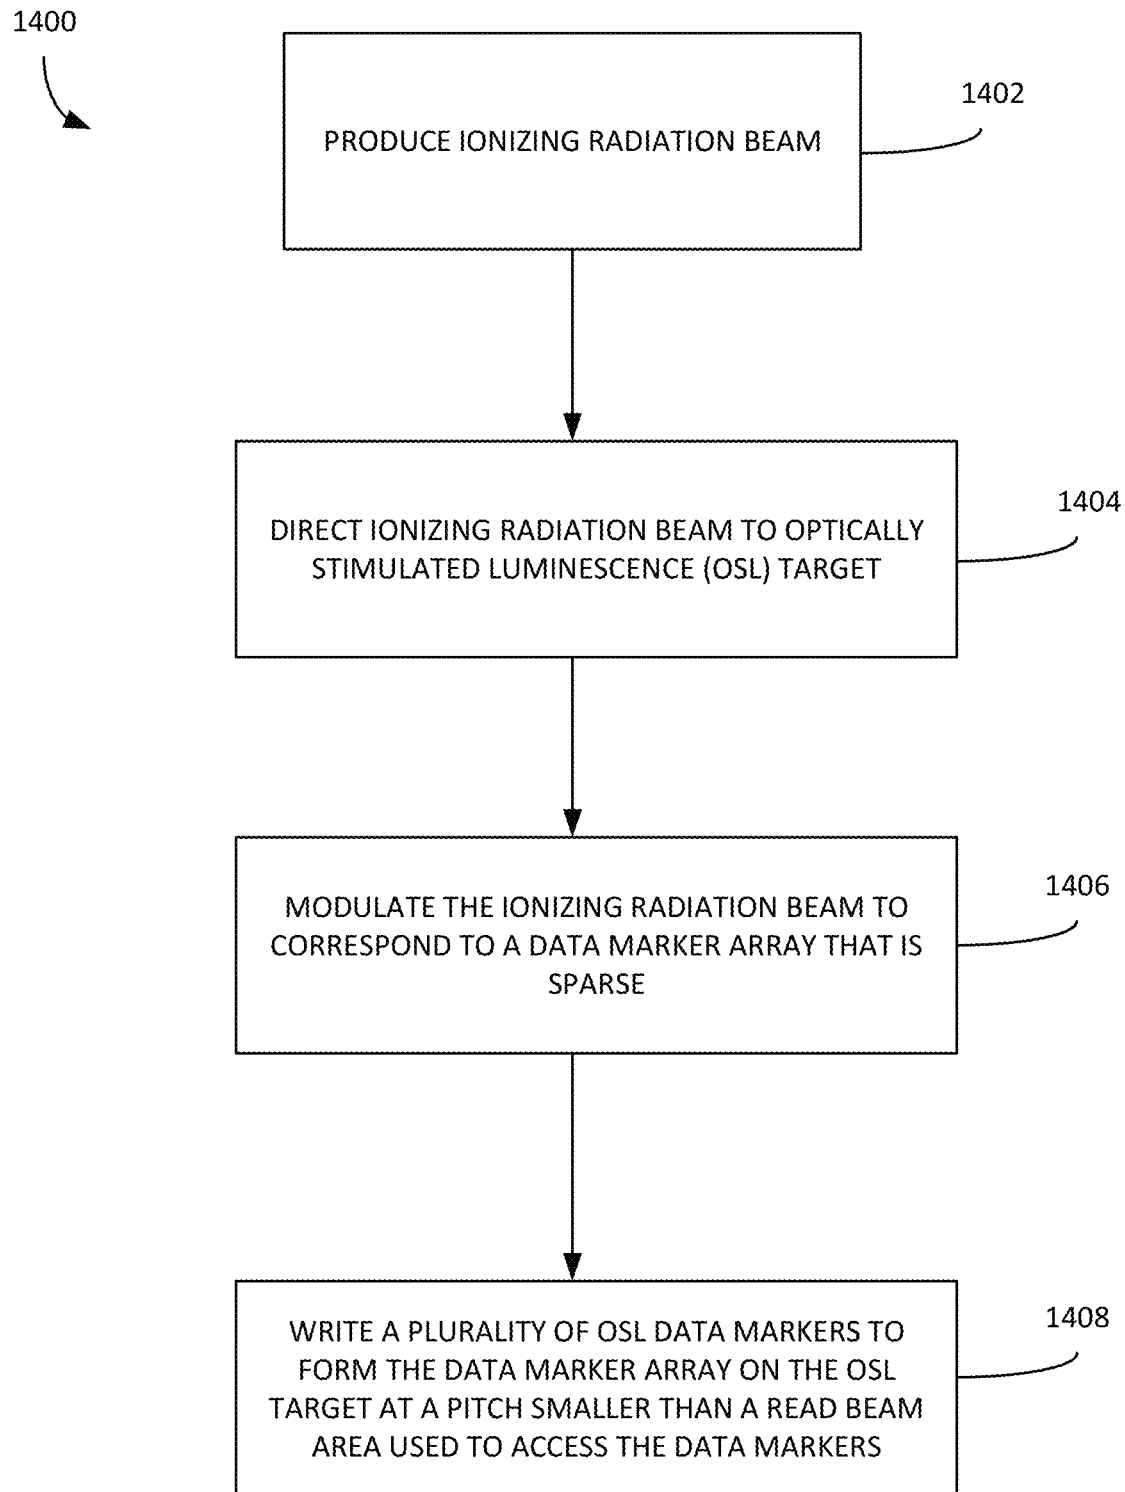 1400
1402
PRODUCE IONIZING RADIATION BEAM
1404
DIRECT IONIZING RADIATION BEAM TO OPTICALLY
STIMULATED LUMINESCENCE (OSL) TARGET
1406
MODULATE THE IONIZING RADIATION BEAM TO
CORRESPOND TO A DATA MARKER ARRAY THAT IS
SPARSE
1408
WRITE A PLURALITY OF OSL DATA MARKERS TO
FORM THE DATA MARKER ARRAY ON THE OSL
TARGET AT A PITCH SMALLER THAN A READ BEAM
AREA USED TO ACCESS THE DATA MARKERS